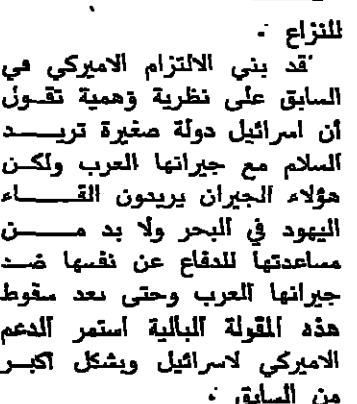 للنزاع .
قد بني الالتزام الاميركي في
السابق على نظرية وهمية تقول
أن اسرائيل دولة صغيرة تريد
السلام مع جيرانها العرب ولكن
هؤلاء الجيران يريدون القاء
اليهود في البحر ولا بد من
مساعدتها للدفاع عن نفسها ضد
جيرانها العرب وحتى بعد سقوط
هذه المقولة البالية استمر الدعم
الاميركي لاسرائيل وبشكل اكبر
من السابق .